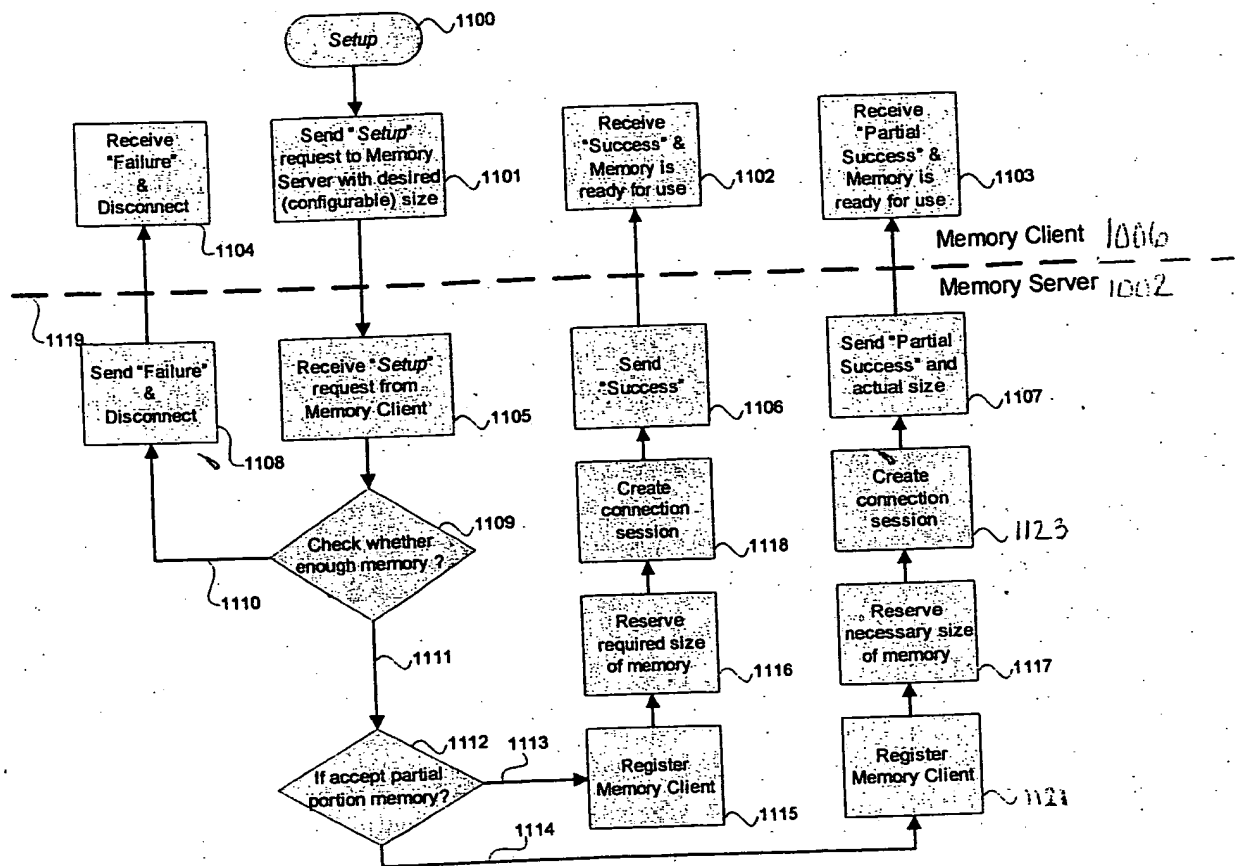 Setup
1100
Receive
"Failure"
&
Disconnect
1104
Send "Setup"
request to Memory
Server with desired
(configurable) size
1101
Receive
"Success" &
Memory is
ready for use
1102
Receive
"Partial
Success" &
Memory is
ready for use
1103
Memory Client 1006
Memory Server 1002
1119
Send "Failure"
&
Disconnect
1108
Receive "Setup"
request from
Memory Client
1105
Send
"Success"
1106
Send "Partial
Success" and
actual size
1107
Check whether
enough memory ?
1109
1110
1111
Create
connection
session
1118
Create
connection
session
1123
Reserve
required size
of memory
1116
Reserve
necessary size
of memory
1117
If accept partial
portion memory?
1112
1113
1114
Register
Memory Client
1115
Register
Memory Client